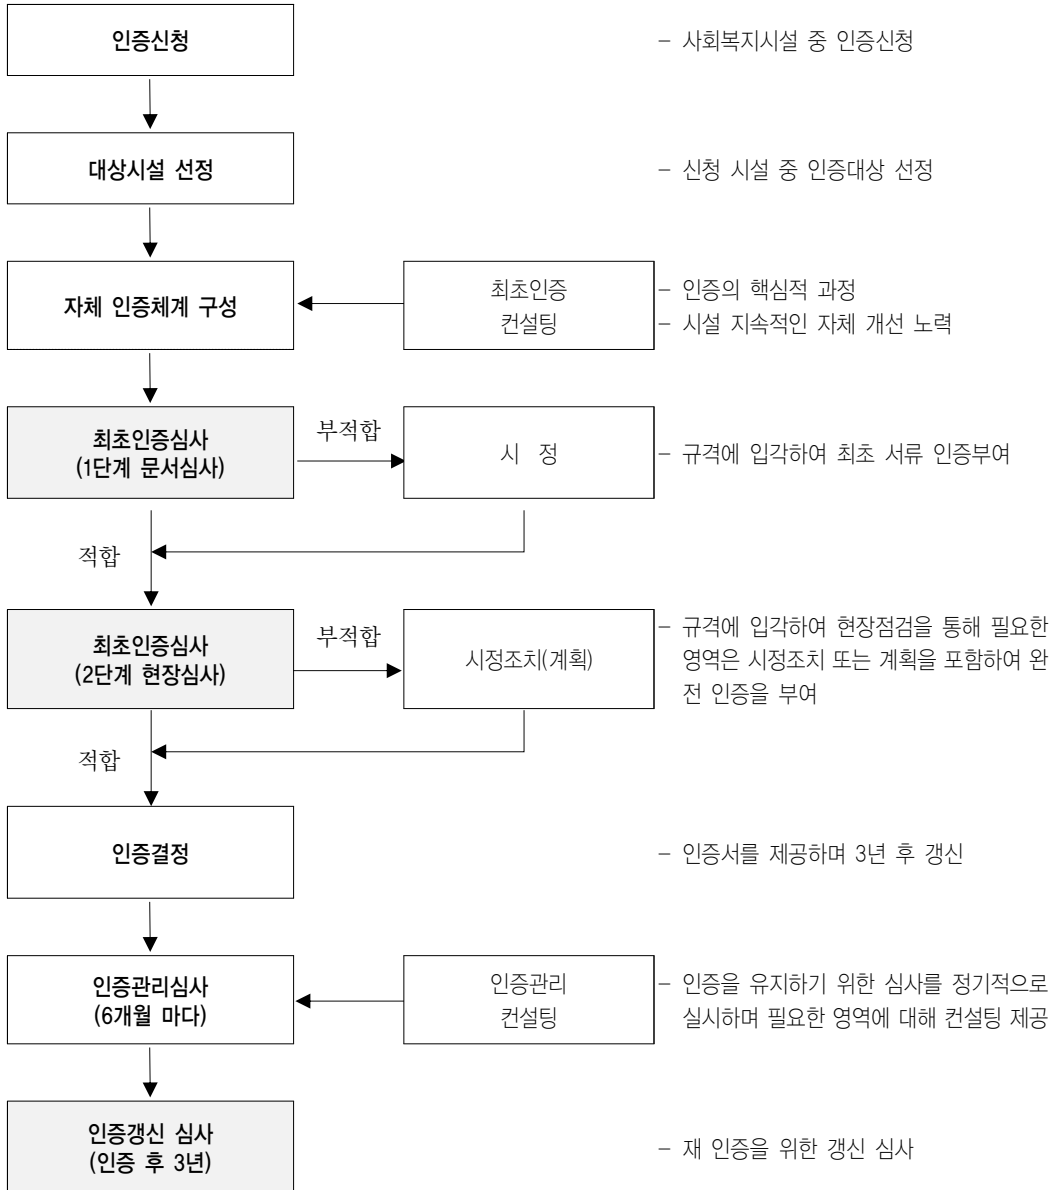 인증신청
– 사회복지시설 중 인증신청
대상시설 선정
– 신청 시설 중 인증대상 선정
자체 인증체계 구성
최초인증
컨설팅
– 인증의 핵심적 과정
– 시설 지속적인 자체 개선 노력
최초인증심사
(1단계 문서심사)
부적합
시 정
– 규격에 입각하여 최초 서류 인증부여
적합
최초인증심사
(2단계 현장심사)
부적합
시정조치(계획)
– 규격에 입각하여 현장점검을 통해 필요한
영역은 시정조치 또는 계획을 포함하여 완
전 인증을 부여
적합
인증결정
– 인증서를 제공하며 3년 후 갱신
인증관리심사
(6개월 마다)
인증관리
컨설팅
– 인증을 유지하기 위한 심사를 정기적으로
실시하며 필요한 영역에 대해 컨설팅 제공
인증갱신 심사
(인증 후 3년)
– 재 인증을 위한 갱신 심사